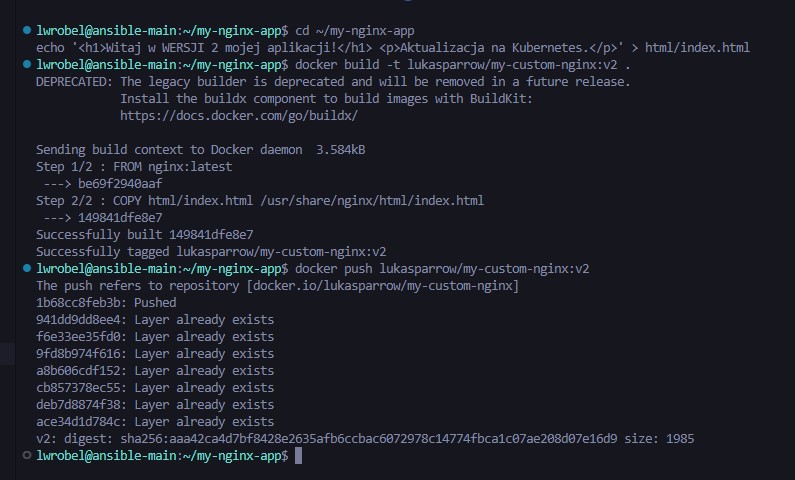 lwrobel@ansible-main:~/my-nginx-app$ cd ~/my-nginx-app
echo '<h1>Witaj w WERSJI 2 mojej aplikacji!</h1> <p>Aktualizacja na Kubernetes.</p>' > html/index.html
lwrobel@ansible-main:~/my-nginx-app$ docker build -t lukasparrow/my-custom-nginx:v2 .
DEPRECATED: The legacy builder is deprecated and will be removed in a future release.
            Install the buildx component to build images with BuildKit:
            https://docs.docker.com/go/buildx/

Sending build context to Docker daemon  3.584kB
Step 1/2 : FROM nginx:latest
 ---> be69f2940aaf
Step 2/2 : COPY html/index.html /usr/share/nginx/html/index.html
 ---> 149841dfe8e7
Successfully built 149841dfe8e7
Successfully tagged lukasparrow/my-custom-nginx:v2
lwrobel@ansible-main:~/my-nginx-app$ docker push lukasparrow/my-custom-nginx:v2
The push refers to repository [docker.io/lukasparrow/my-custom-nginx]
1b68cc8feb3b: Pushed
941dd9dd8ee4: Layer already exists
f6e33ee35fd0: Layer already exists
9fd8b974f616: Layer already exists
a8b606cdf152: Layer already exists
cb857378ec55: Layer already exists
deb7d8874f38: Layer already exists
ace34d1d784c: Layer already exists
v2: digest: sha256:aaa42ca4d7bf8428e2635afb6ccbac6072978c14774fbca1c07ae208d07e16d9 size: 1985
lwrobel@ansible-main:~/my-nginx-app$